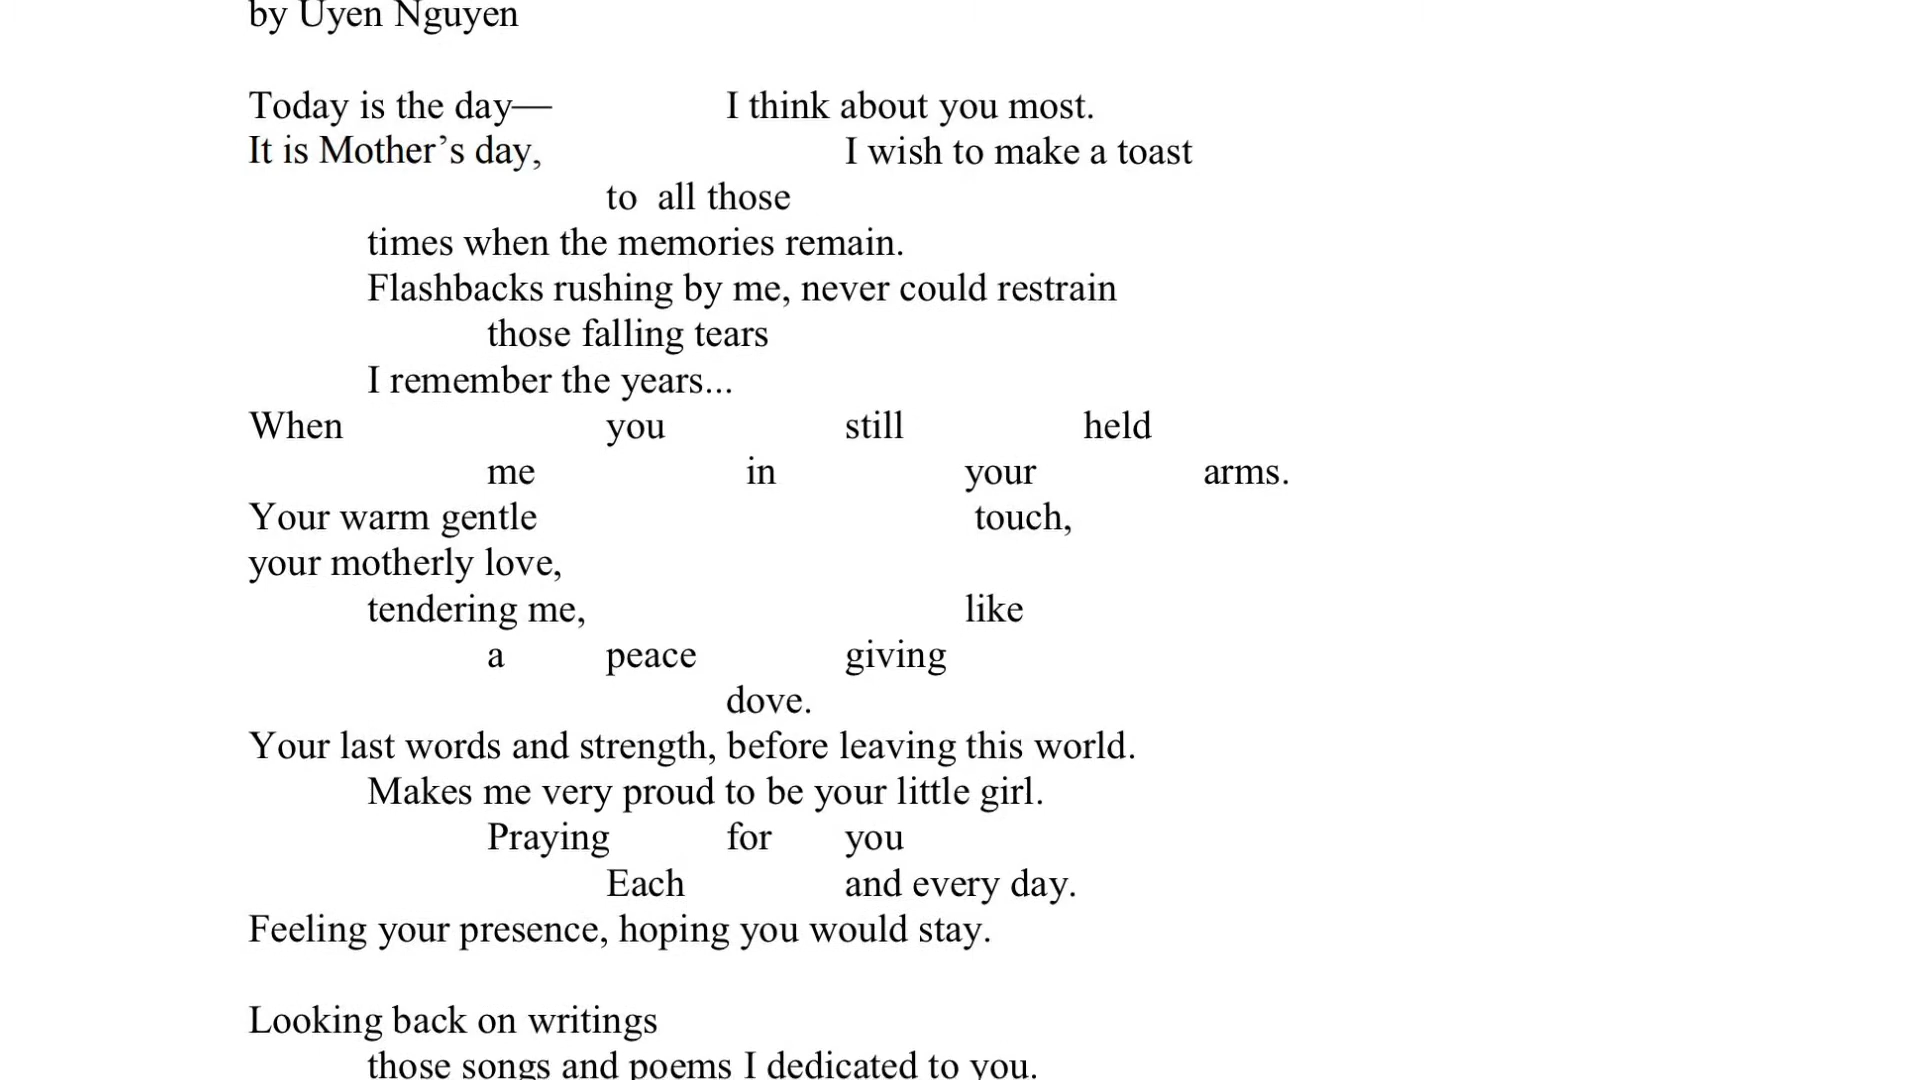 by Uyen Nguyen
Today is the day— I think about you most.
It is Mother’s day, I wish to make a toast
to all those
times when the memories remain.
Flashbacks rushing by me, never could restrain
those falling tears
I remember the years...
When you still held
me in your arms.
Your warm gentle touch,
your motherly love,
tendering me, like
a peace giving
dove.
Your last words and strength, before leaving this world.
Makes me very proud to be your little girl.
Praying for you
Each and every day.
Feeling your presence, hoping you would stay.
Looking back on writings
those songs and poems I dedicated to you.